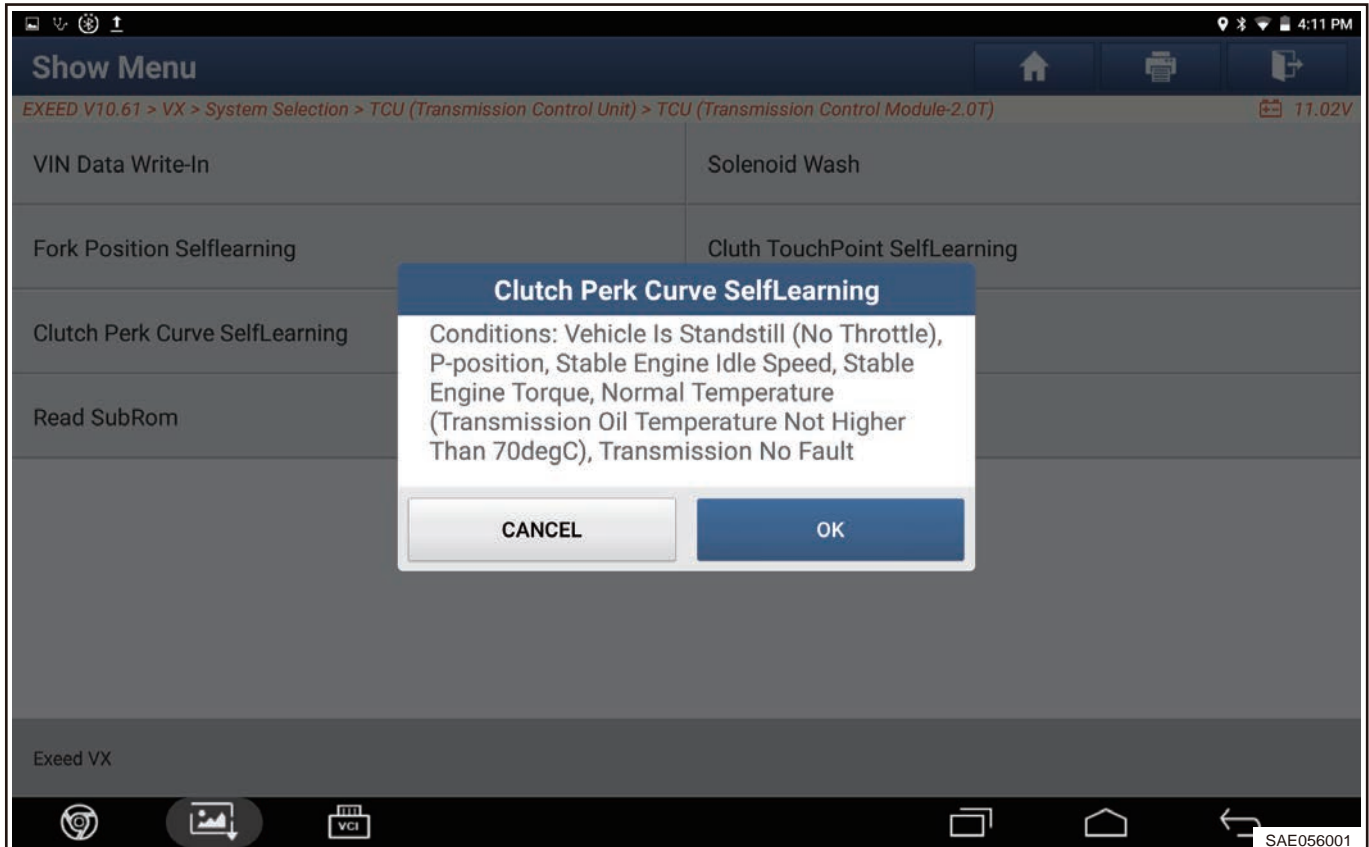 4:11 PM
Show Menu
EXEED V10.61 > VX > System Selection > TCU (Transmission Control Unit) > TCU (Transmission Control Module-2.0T)
11.02V
VIN Data Write-In
Solenoid Wash
Fork Position Selflearning
Cluth TouchPoint SelfLearning
Clutch Perk Curve SelfLearning
Clutch Perk Curve SelfLearning
Conditions: Vehicle Is Standstill (No Throttle),
P-position, Stable Engine Idle Speed, Stable
Engine Torque, Normal Temperature
(Transmission Oil Temperature Not Higher
Than 70degC), Transmission No Fault
Read SubRom
CANCEL
OK
Exeed VX
VCI
SAE056001